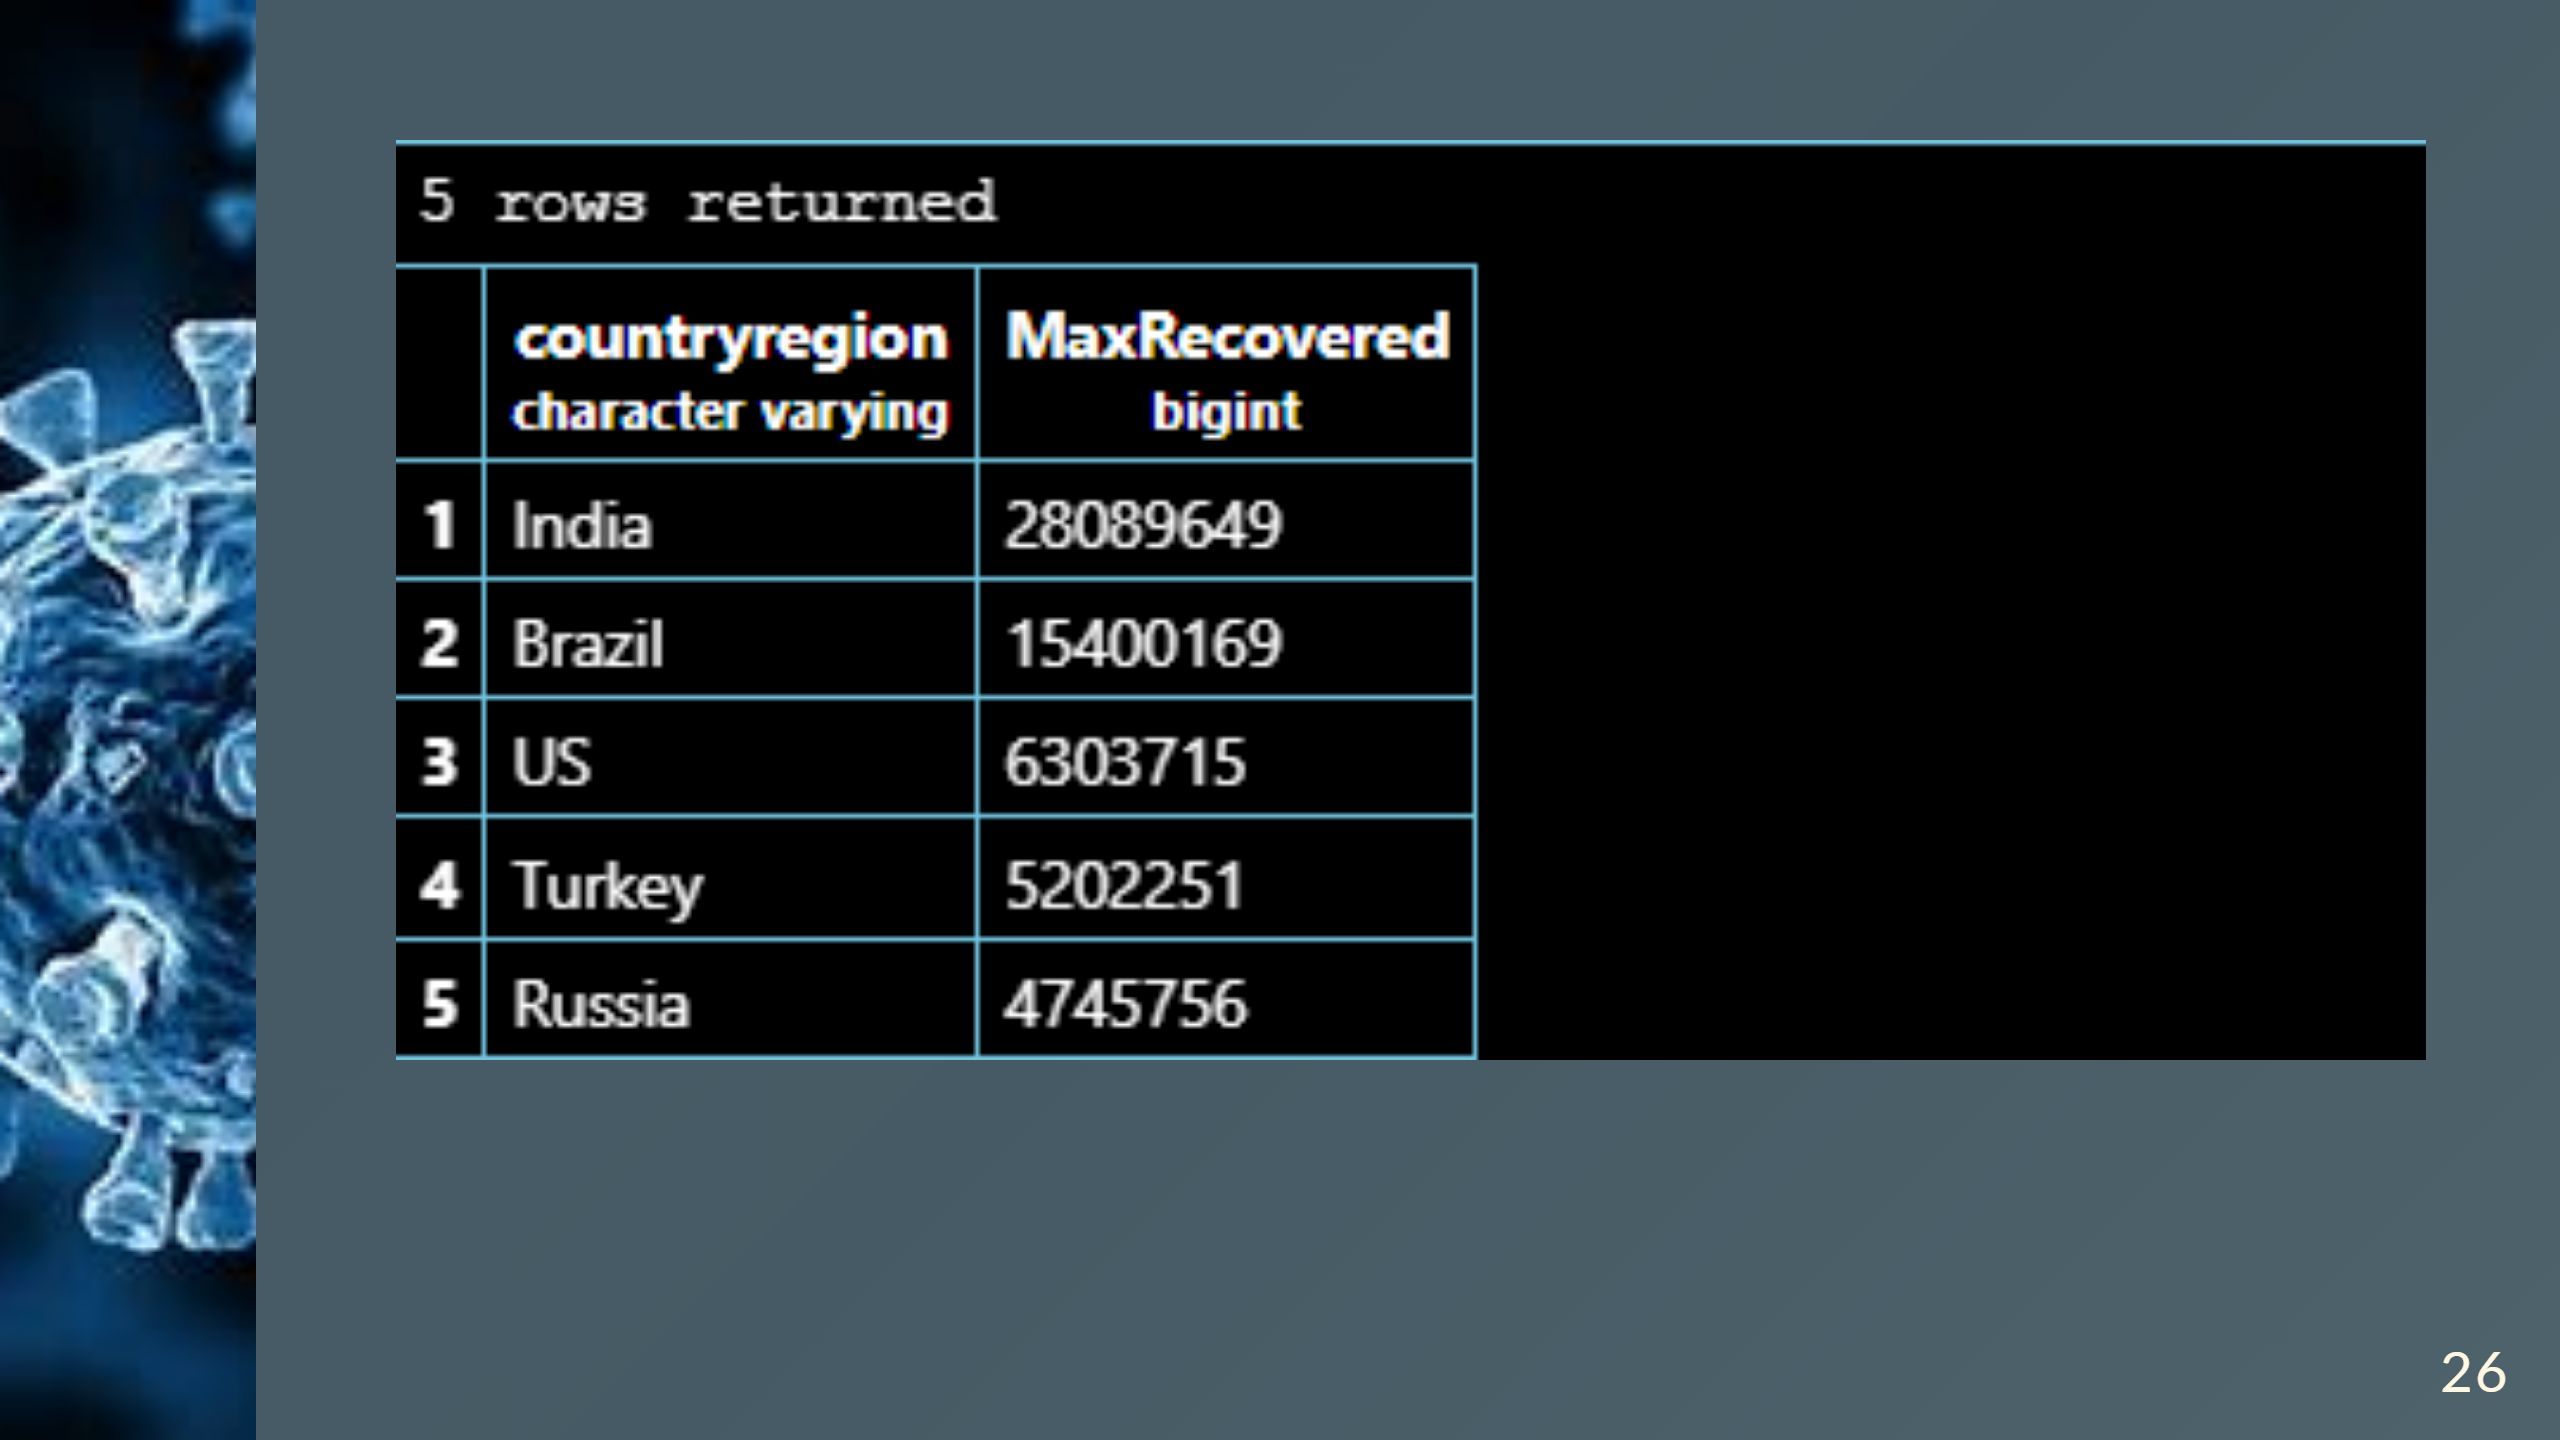 5 rows returned
countryregion MaxRecovered
character varying bigint
1 India 28089649
2 Brazil 15400169
3 US 6303715
4 Turkey 5202251
5 Russia 4745756
26